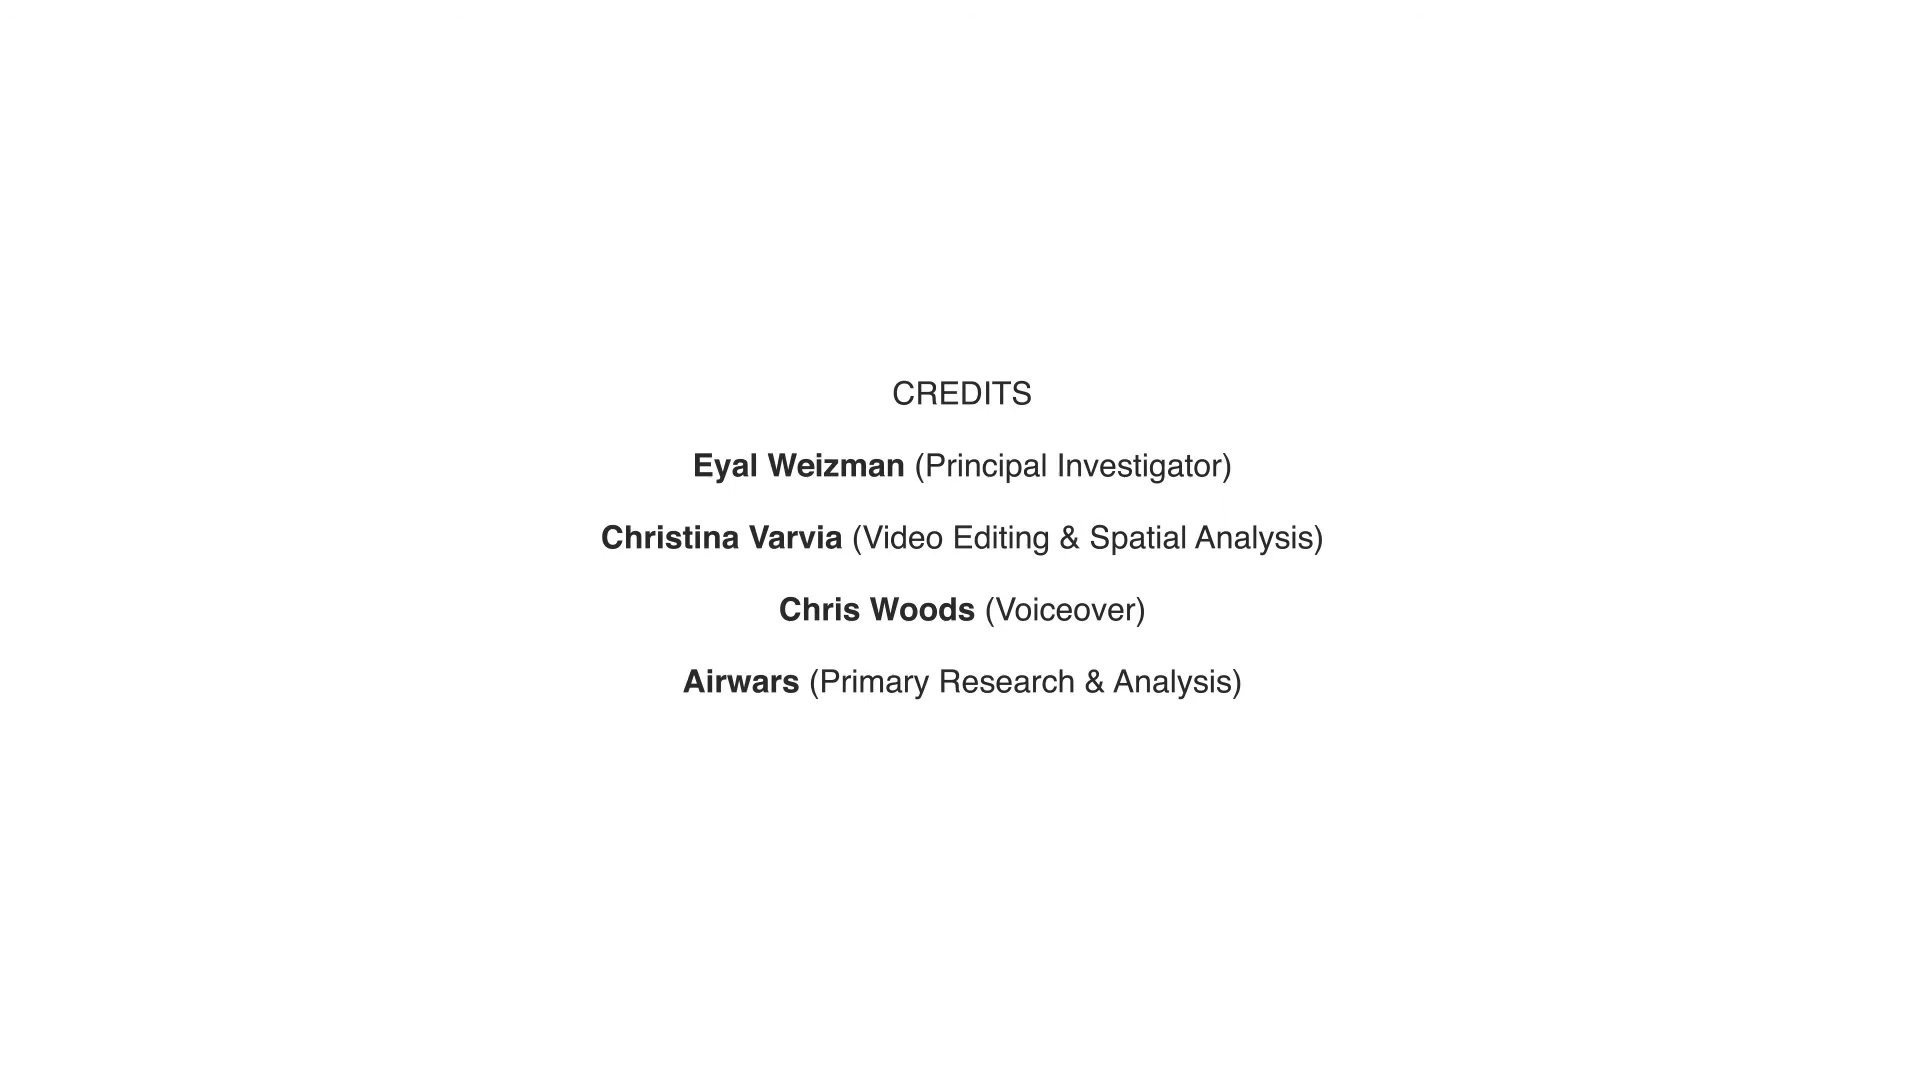 CREDITS
Eyal Weizman (Principal Investigator)
Christina Varvia (Video Editing & Spatial Analysis)
Chris Woods (Voiceover)
Airwars (Primary Research & Analysis)